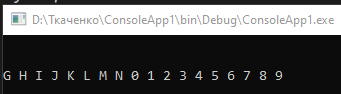 D:\Ткаченко\ConsoleApp1\bin\Debug\ConsoleApp1.exe
G H I J K L M N 0 1 2 3 4 5 6 7 8 9